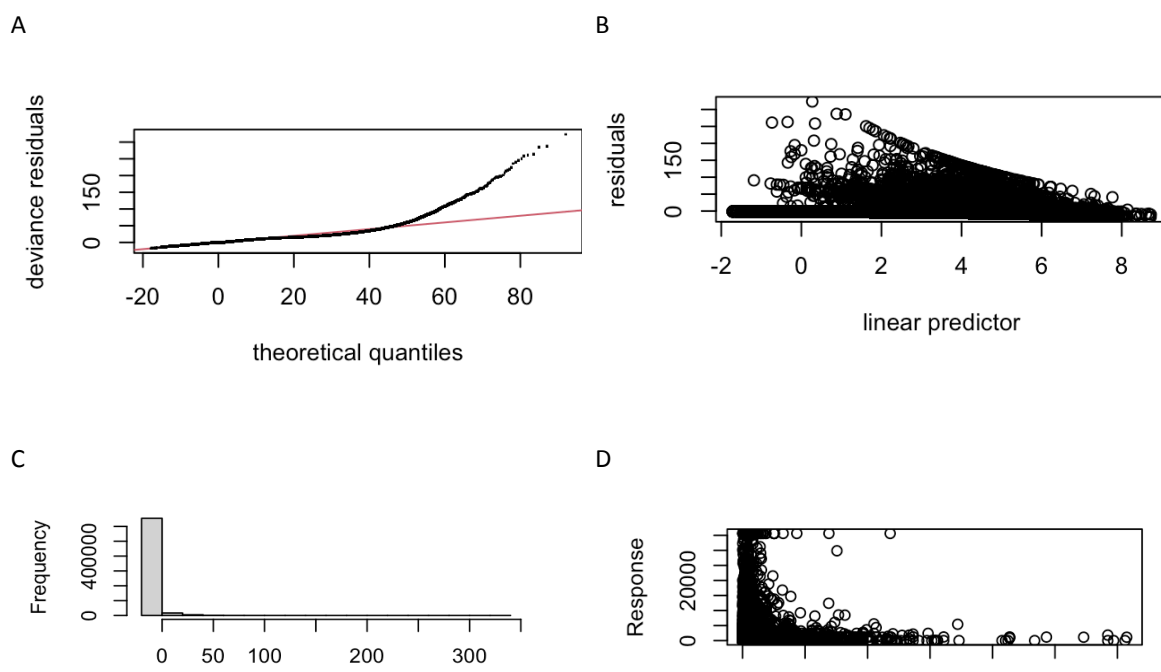 A
B
deviance residuals
150
0
-20 0 20 40 60 80
theoretical quantiles
residuals
150
0
-2 0 2 4 6 8
linear predictor
C
D
Frequency
400000
0
0 50 100 200 300
Response
20000
0